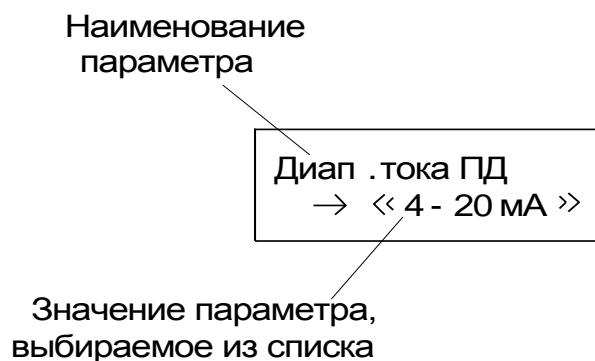 Наименование
параметра
Диап .тока ПД
→ « 4 - 20 мА »
Значение параметра,
выбираемое из списка